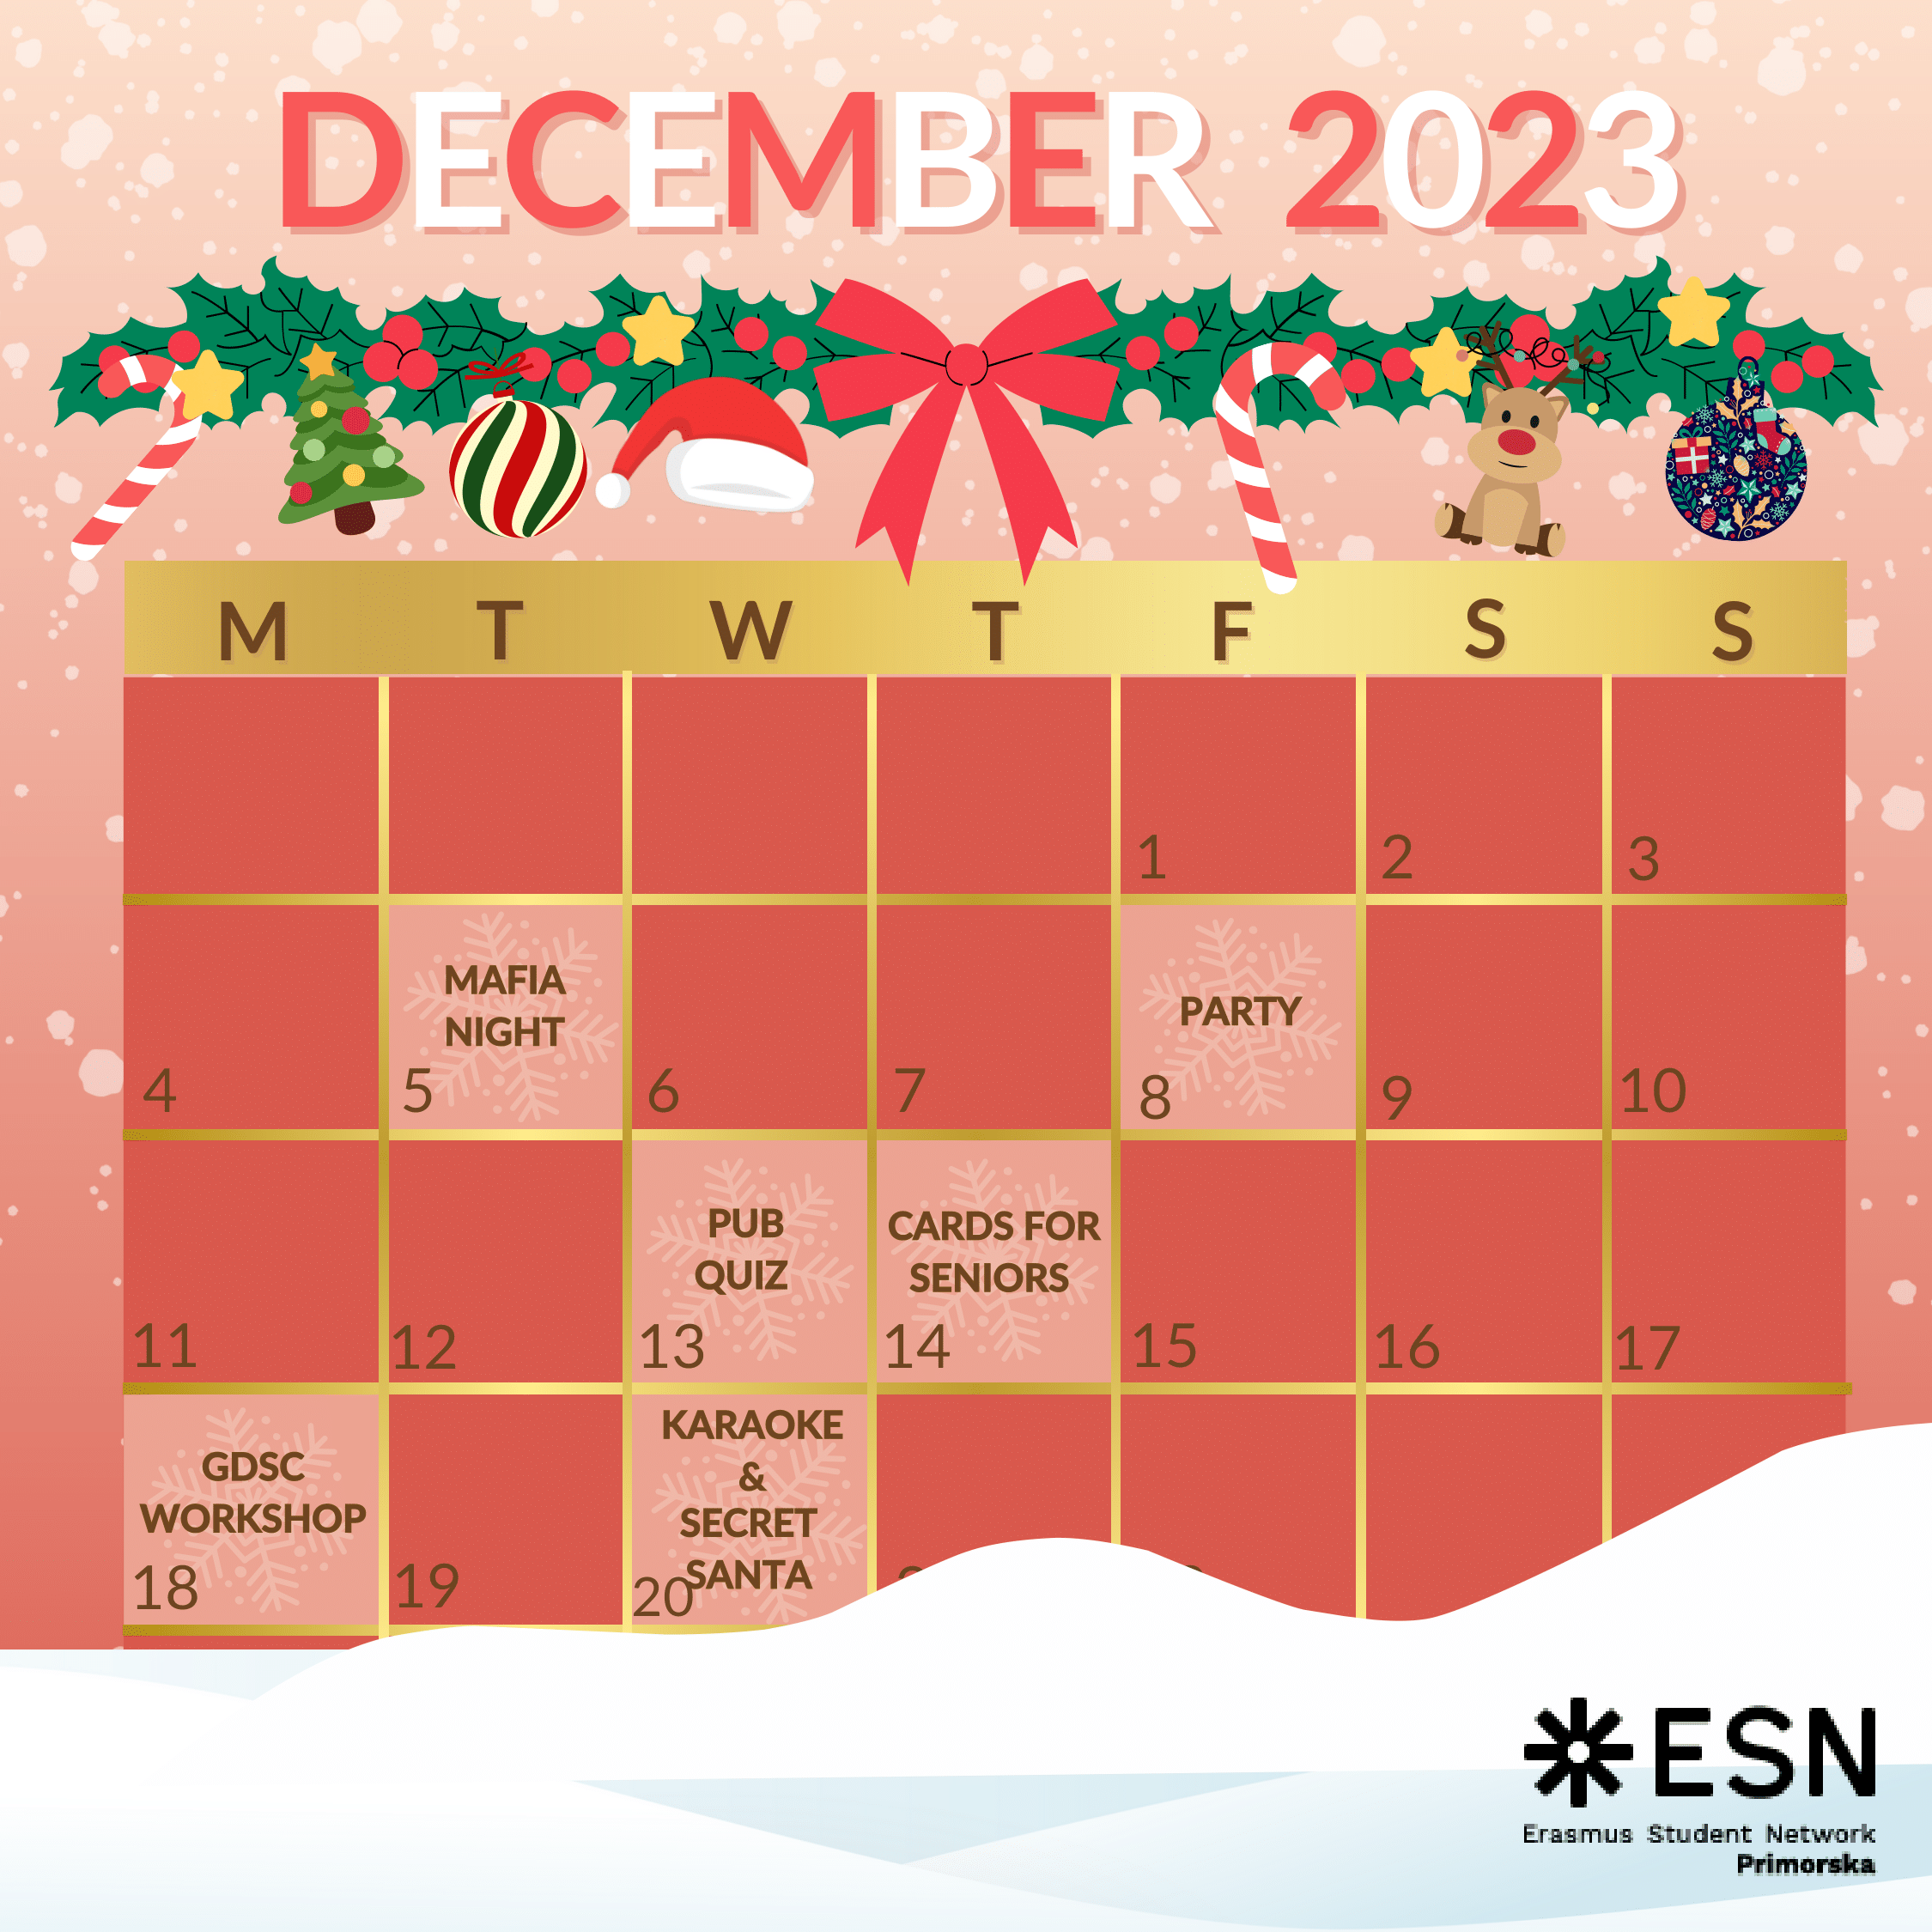 DECEMBER 2023
M T W T F S S
1 2 3
MAFIA
NIGHT
PARTY
4 5 6 7 8 9 10
PUB
QUIZ
CARDS FOR
SENIORS
11 12 13 14 15 16 17
GDSC
WORKSHOP
KARAOKE
&
SECRET
SANTA
18 19 20
ESN
Erasmus Student Network
Primorska